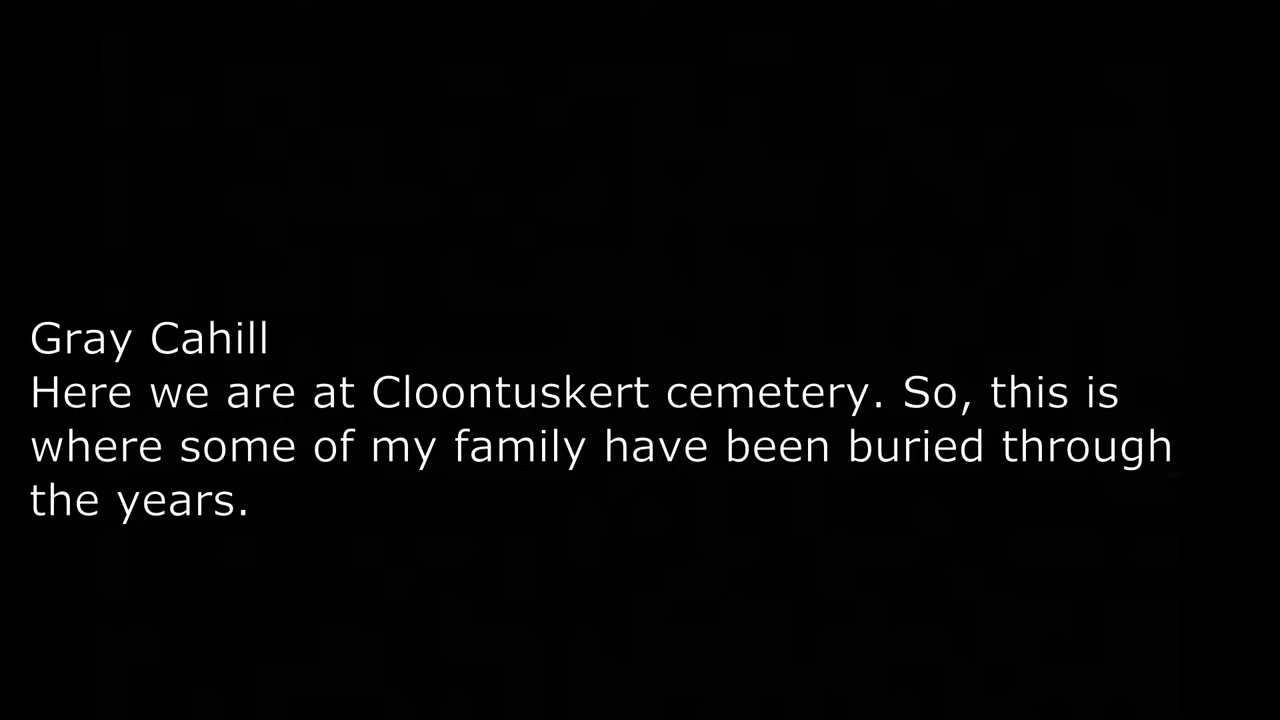 Gray Cahill
Here we are at Cloontuskert cemetery. So, this is
where some of my family have been buried through
the years.